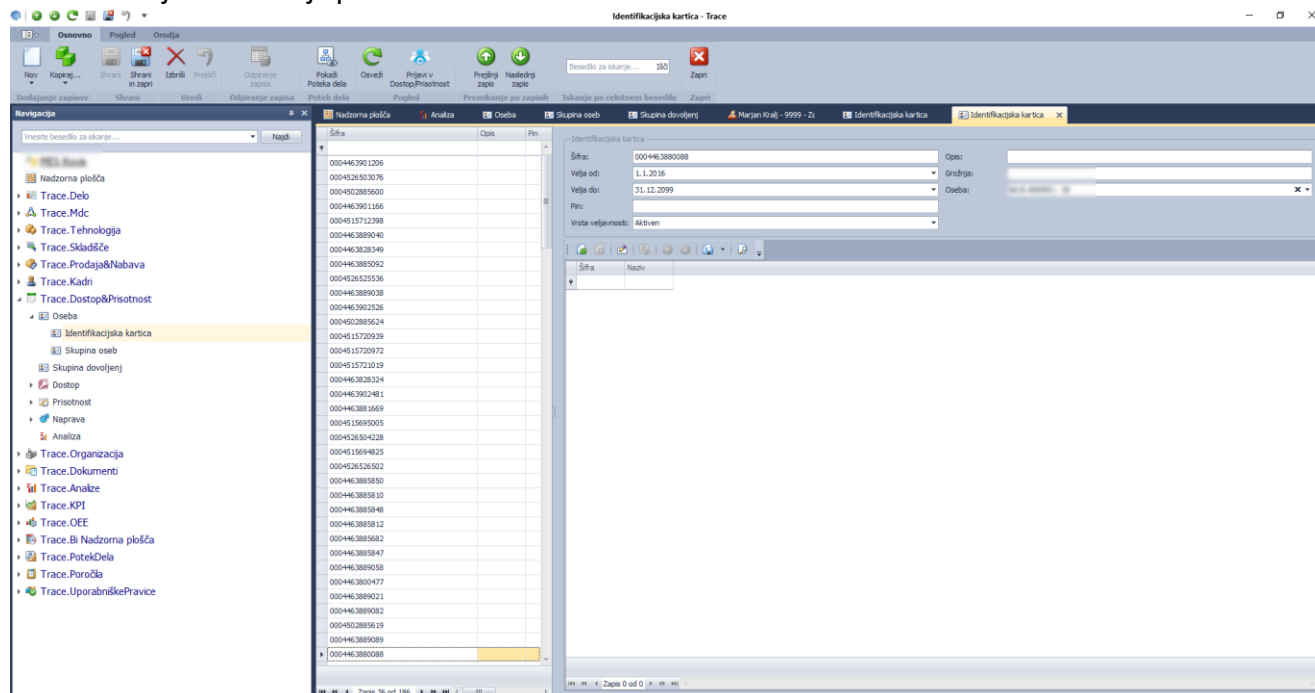 Identifikacijska kartica - Trace
Osnovno Pogled Orodja
Nov Kopiraj... Shrani Shrani in zapri Izbriši Prekliči Odpiranje zapisa Pokaži Poteka dela Osveži Prijavi v Dostop/Prisotnost Prejšnji zapis Naslednji zapis Besedilo za iskanje... Išči Zapri
Dodajanje zapisov Shrani Uredi Odpiranje zapisa Potek dela Pogled Premikanje po zapisih Iskanje po celotnem besedilu Zapri
Navigacija
Nadzorna plošča Analiza Oseba Skupina oseb Skupina dovoljenj Marjan Kralj - 9999 - Za Identifikacijska kartica Identifikacijska kartica
Vnesite besedilo za iskanje... Najdi
Nadzorna plošča
Trace.Delo
Trace.Mdc
Trace.Tehnologija
Trace.Skladišče
Trace.Prodaja&Nabava
Trace.Kadri
Trace.Dostop&Prisotnost
Oseba
Identifikacijska kartica
Skupina oseb
Skupina dovoljenj
Dostop
Prisotnost
Naprava
Analiza
Trace.Organizacija
Trace.Dokumenti
Trace.Analize
Trace.KPI
Trace.OEE
Trace.Bi Nadzorna plošča
Trace.PotekDela
Trace.Poročila
Trace.UporabniškePravice
Šifra Opis Pin
0004463901206
0004526503076
0004502885600
0004463901166
0004515712398
0004463889040
0004463828349
0004463885092
0004526525536
0004463889038
0004463902526
0004502885624
0004515720939
0004515720972
0004515721019
0004463828324
0004463902481
0004463881669
0004515695005
0004526504228
0004515694825
0004526526502
0004463885850
0004463885810
0004463885848
0004463885812
0004463885682
0004463885847
0004463889058
0004463800477
0004463889021
0004463889082
0004502885619
0004463889089
0004463880088
Zapis 36 od 186
Identifikacijska kartica
Šifra: 0004463880088 Opis:
Velja od: 1.1.2016 Grožnja:
Velja do: 31.12.2099 Oseba:
Pin:
Vrsta veljavnosti: Aktiven
Šifra Naziv
Zapis 0 od 0